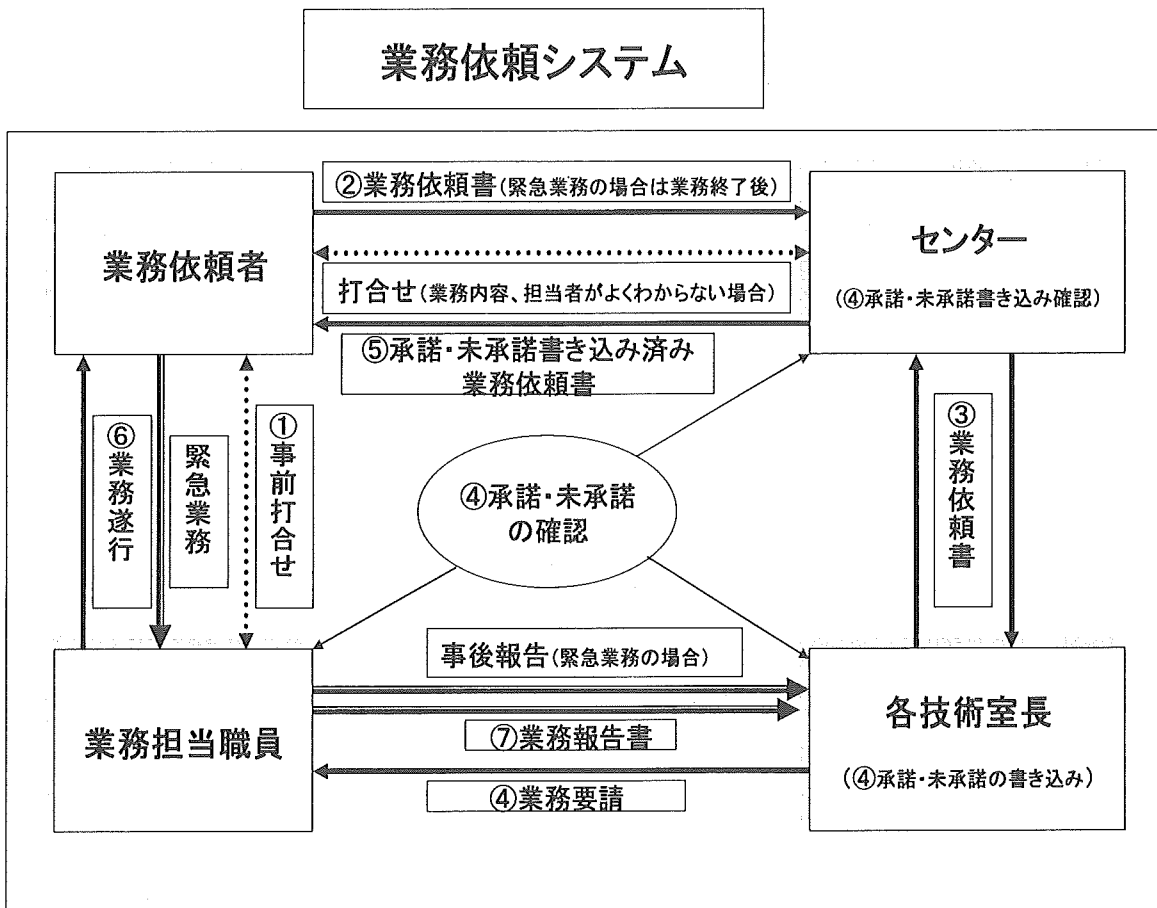 業務依頼システム
②業務依頼書(緊急業務の場合は業務終了後)
業務依頼者
センター
(④承諾・未承諾書き込み確認)
打合せ(業務内容、担当者がよくわからない場合)
⑤承諾・未承諾書き込み済み
業務依頼書
⑥業務遂行
緊急業務
①事前打合せ
④承諾・未承諾
の確認
③業務依頼書
事後報告(緊急業務の場合)
業務担当職員
各技術室長
(④承諾・未承諾の書き込み)
⑦業務報告書
④業務要請